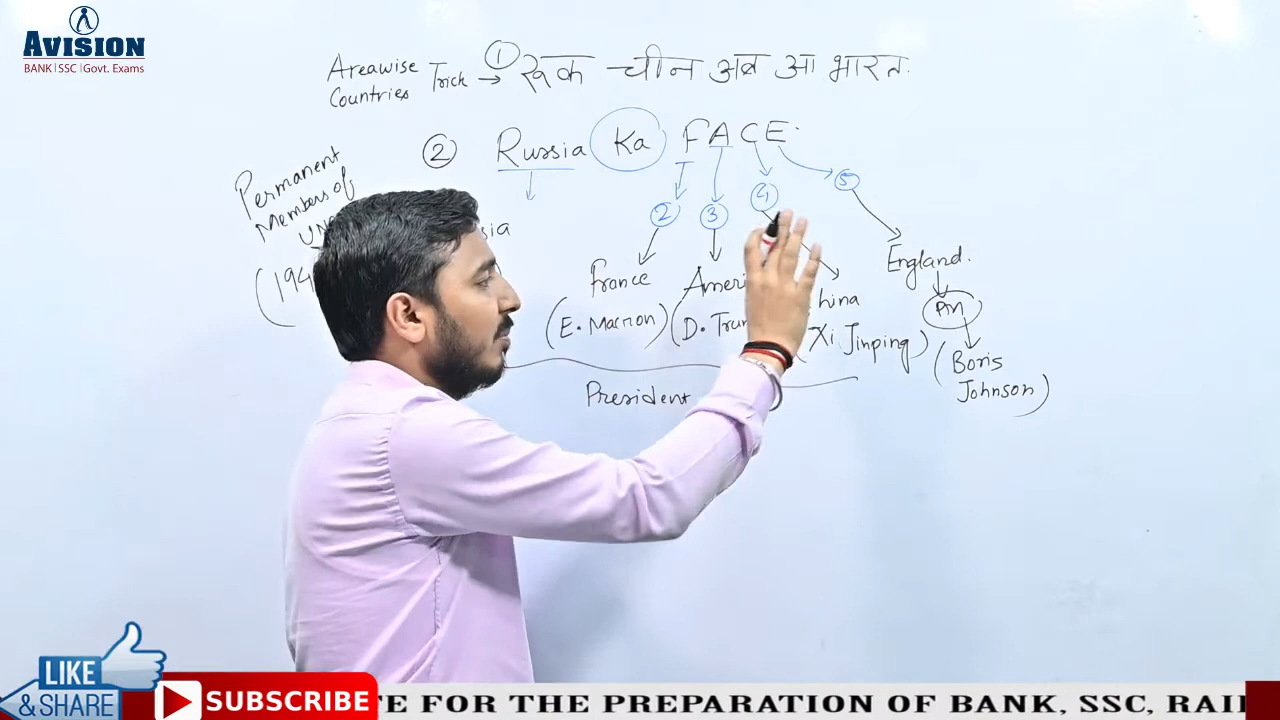 AVISION
BANK | SSC | Govt. Exams
Areawise
Countries
Trick → ① रूक चीन अब आ भारत.
② Russia Ka FACE.
Permanent
Members of
② ③ ④ ⑤
England.
France
PM
(E. Macron)
Xi Jinping)
(Boris
Johnson)
President
LIKE
& SHARE
SUBSCRIBE
FOR THE PREPARATION OF BANK, SSC,